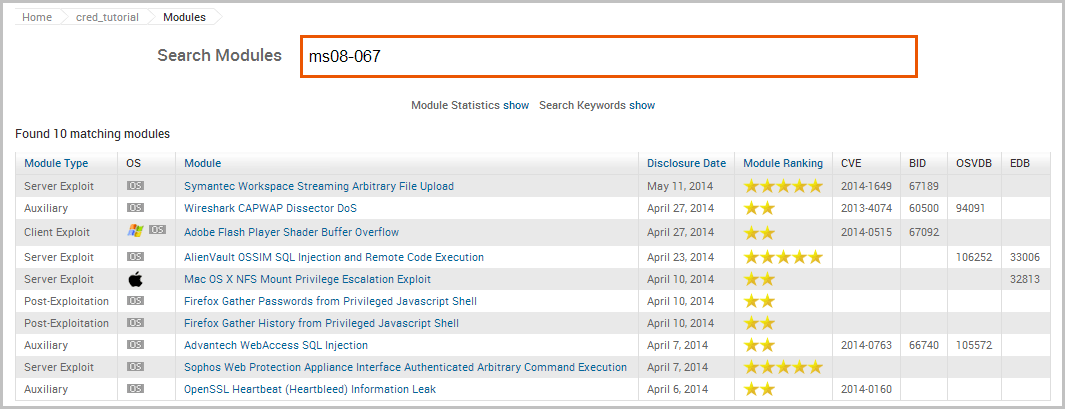 Home cred_tutorial Modules
Search Modules ms08-067
Module Statistics show Search Keywords show
Found 10 matching modules
Module Type OS Module Disclosure Date Module Ranking CVE BID OSVDB EDB
Server Exploit OS Symantec Workspace Streaming Arbitrary File Upload May 11, 2014 2014-1649 67189
Auxiliary OS Wireshark CAPWAP Dissector DoS April 27, 2014 2013-4074 60500 94091
Client Exploit OS Adobe Flash Player Shader Buffer Overflow April 27, 2014 2014-0515 67092
Server Exploit OS AlienVault OSSIM SQL Injection and Remote Code Execution April 23, 2014 106252 33006
Server Exploit Mac OS X NFS Mount Privilege Escalation Exploit April 10, 2014 32813
Post-Exploitation OS Firefox Gather Passwords from Privileged Javascript Shell April 10, 2014
Post-Exploitation OS Firefox Gather History from Privileged Javascript Shell April 10, 2014
Auxiliary OS Advantech WebAccess SQL Injection April 7, 2014 2014-0763 66740 105572
Server Exploit OS Sophos Web Protection Appliance Interface Authenticated Arbitrary Command Execution April 7, 2014
Auxiliary OS OpenSSL Heartbeat (Heartbleed) Information Leak April 6, 2014 2014-0160